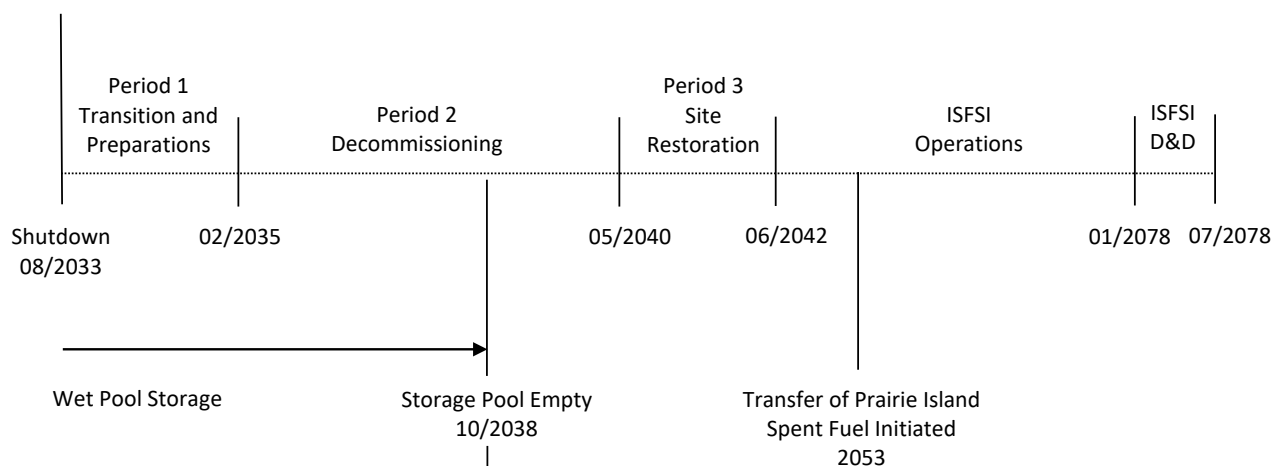 Period 1
Transition and
Preparations
Period 2
Decommissioning
Period 3
Site
Restoration
ISFSI
Operations
ISFSI
D&D
Shutdown
08/2033
02/2035
05/2040
06/2042
01/2078
07/2078
Wet Pool Storage
Storage Pool Empty
10/2038
Transfer of Prairie Island
Spent Fuel Initiated
2053